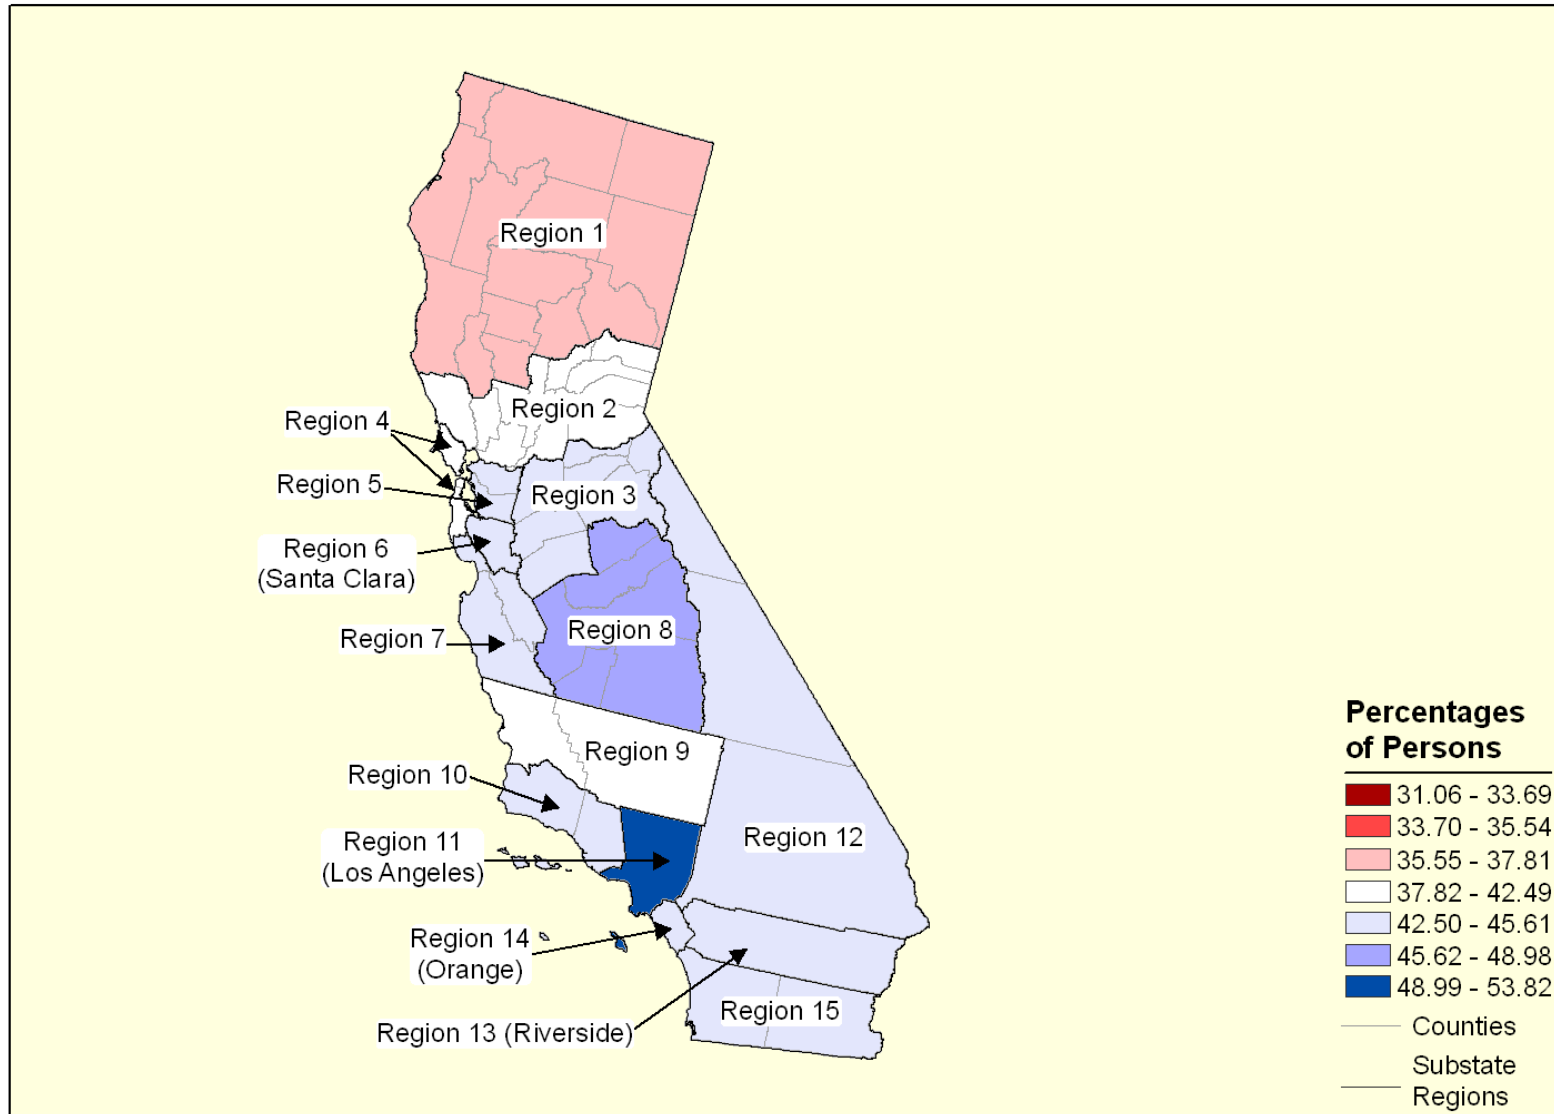 Region 1
Region 2
Region 4
Region 5
Region 3
Region 6
(Santa Clara)
Region 7
Region 8
Region 9
Region 10
Region 11
(Los Angeles)
Region 12
Region 14
(Orange)
Region 13 (Riverside)
Region 15
Percentages
of Persons
31.06 - 33.69
33.70 - 35.54
35.55 - 37.81
37.82 - 42.49
42.50 - 45.61
45.62 - 48.98
48.99 - 53.82
Counties
Substate
Regions